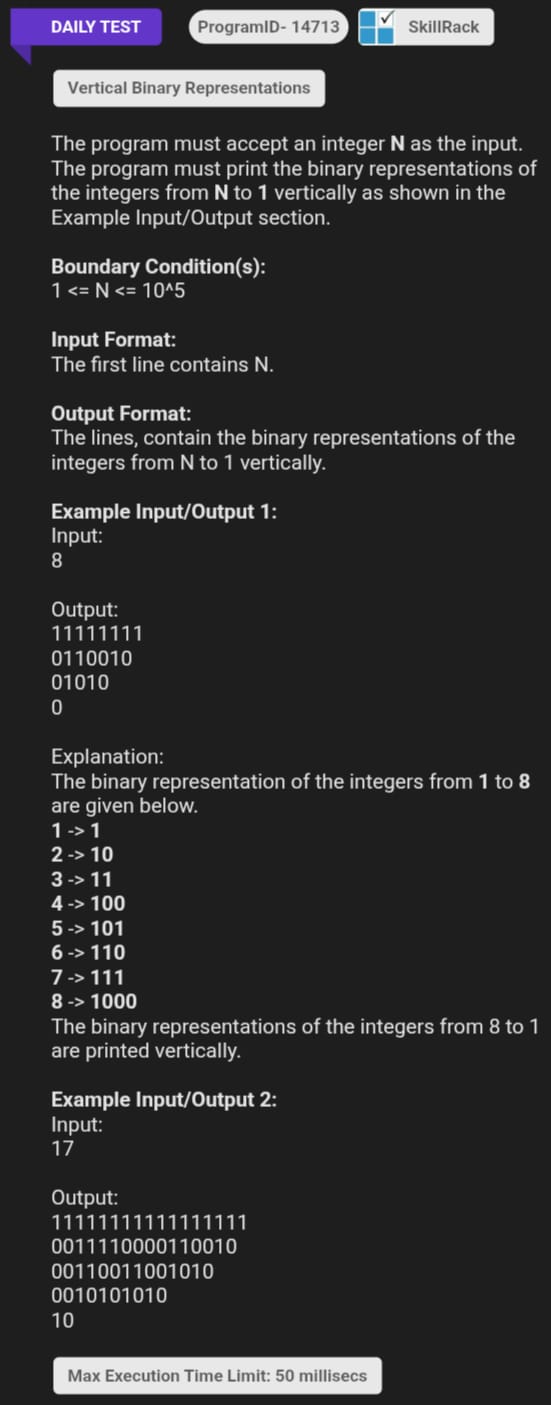 DAILY TEST
ProgramID- 14713
SkillRack
Vertical Binary Representations
The program must accept an integer N as the input.
The program must print the binary representations of
the integers from N to 1 vertically as shown in the
Example Input/Output section.
Boundary Condition(s):
1 <= N <= 10^5
Input Format:
The first line contains N.
Output Format:
The lines, contain the binary representations of the
integers from N to 1 vertically.
Example Input/Output 1:
Input:
8
Output:
11111111
0110010
01010
0
Explanation:
The binary representation of the integers from 1 to 8
are given below.
1 -> 1
2 -> 10
3 -> 11
4 -> 100
5 -> 101
6 -> 110
7 -> 111
8 -> 1000
The binary representations of the integers from 8 to 1
are printed vertically.
Example Input/Output 2:
Input:
17
Output:
11111111111111111
0011110000110010
00110011001010
0010101010
10
Max Execution Time Limit: 50 millisecs